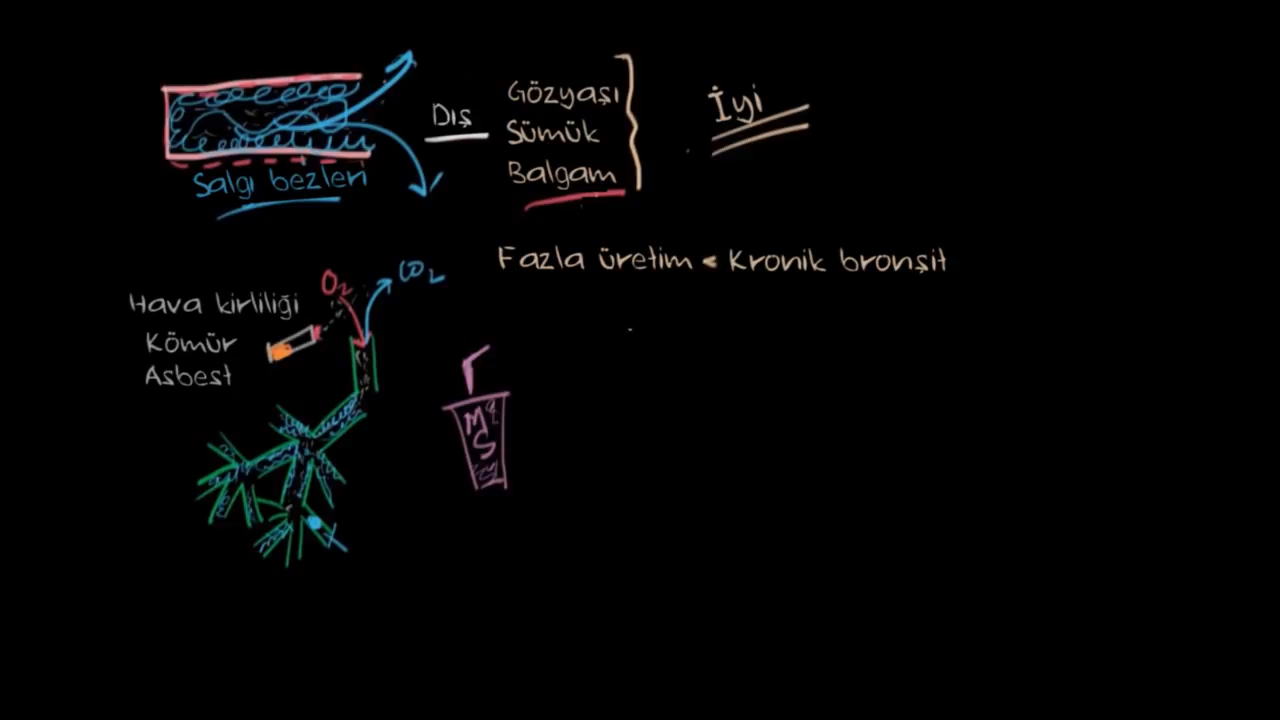 Gözyaşı
Dış
Sümük
İyi
Balgam
Salgı bezleri
Fazla üretim < Kronik bronşit
O2
CO2
Hava kirliliği
Kömür
Asbest
M
S